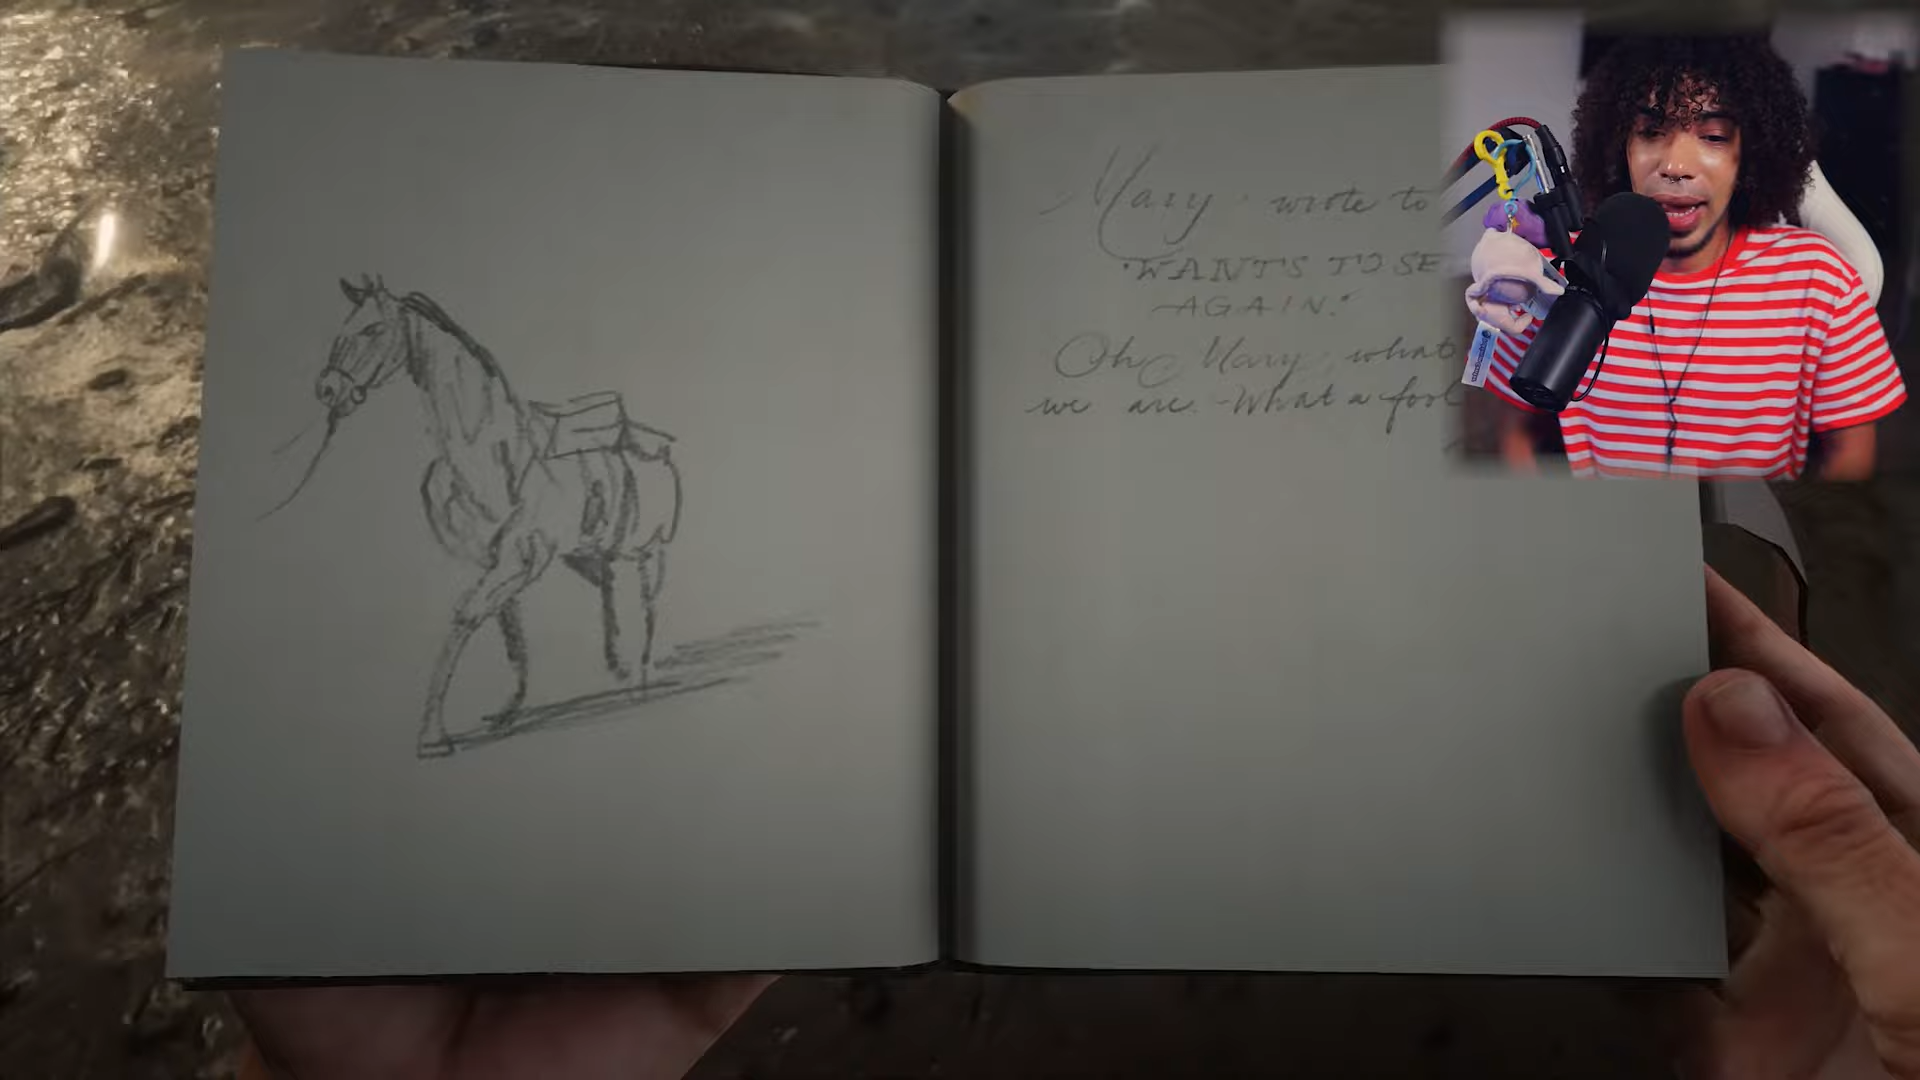 Mary wrote to
"WANTS TO SE
AGAIN."
Oh Mary, what
we are. What a fool